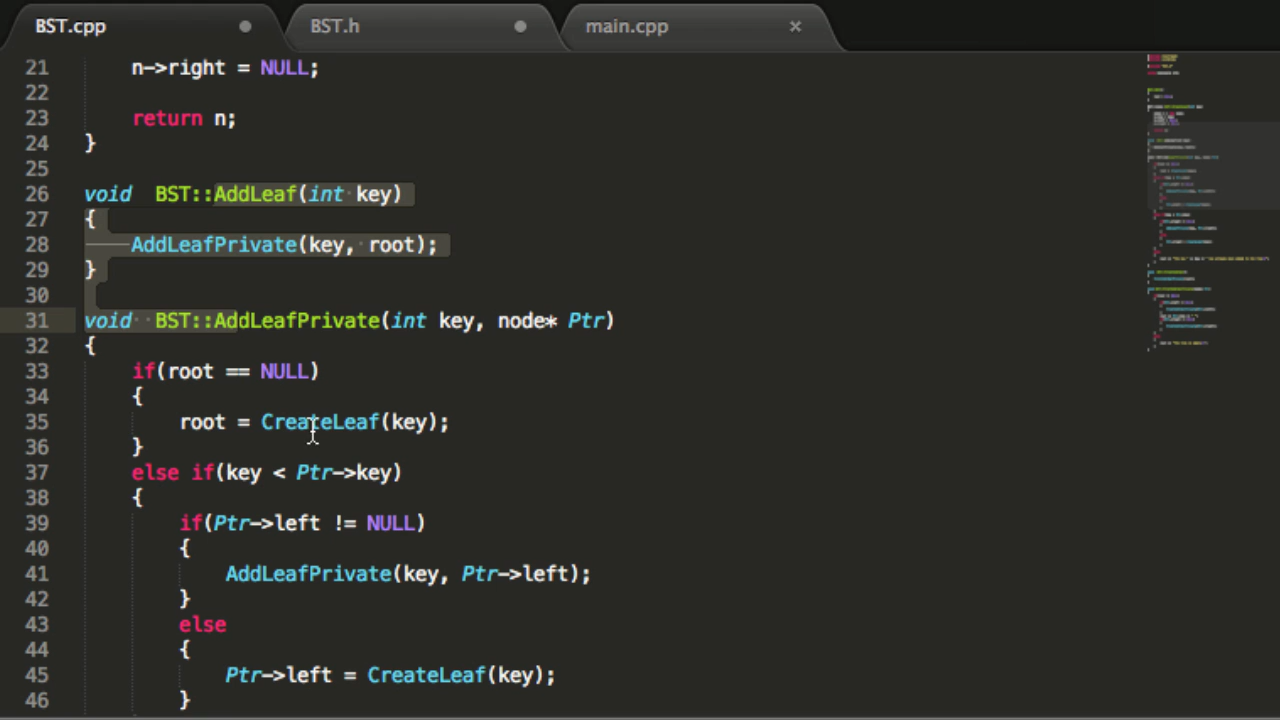 BST.cpp BST.h main.cpp
21 n->right = NULL;
22
23 return n;
24 }
25
26 void BST::AddLeaf(int key)
27 {
28 AddLeafPrivate(key, root);
29 }
30
31 void BST::AddLeafPrivate(int key, node* Ptr)
32 {
33 if(root == NULL)
34 {
35 root = CreateLeaf(key);
36 }
37 else if(key < Ptr->key)
38 {
39 if(Ptr->left != NULL)
40 {
41 AddLeafPrivate(key, Ptr->left);
42 }
43 else
44 {
45 Ptr->left = CreateLeaf(key);
46 }